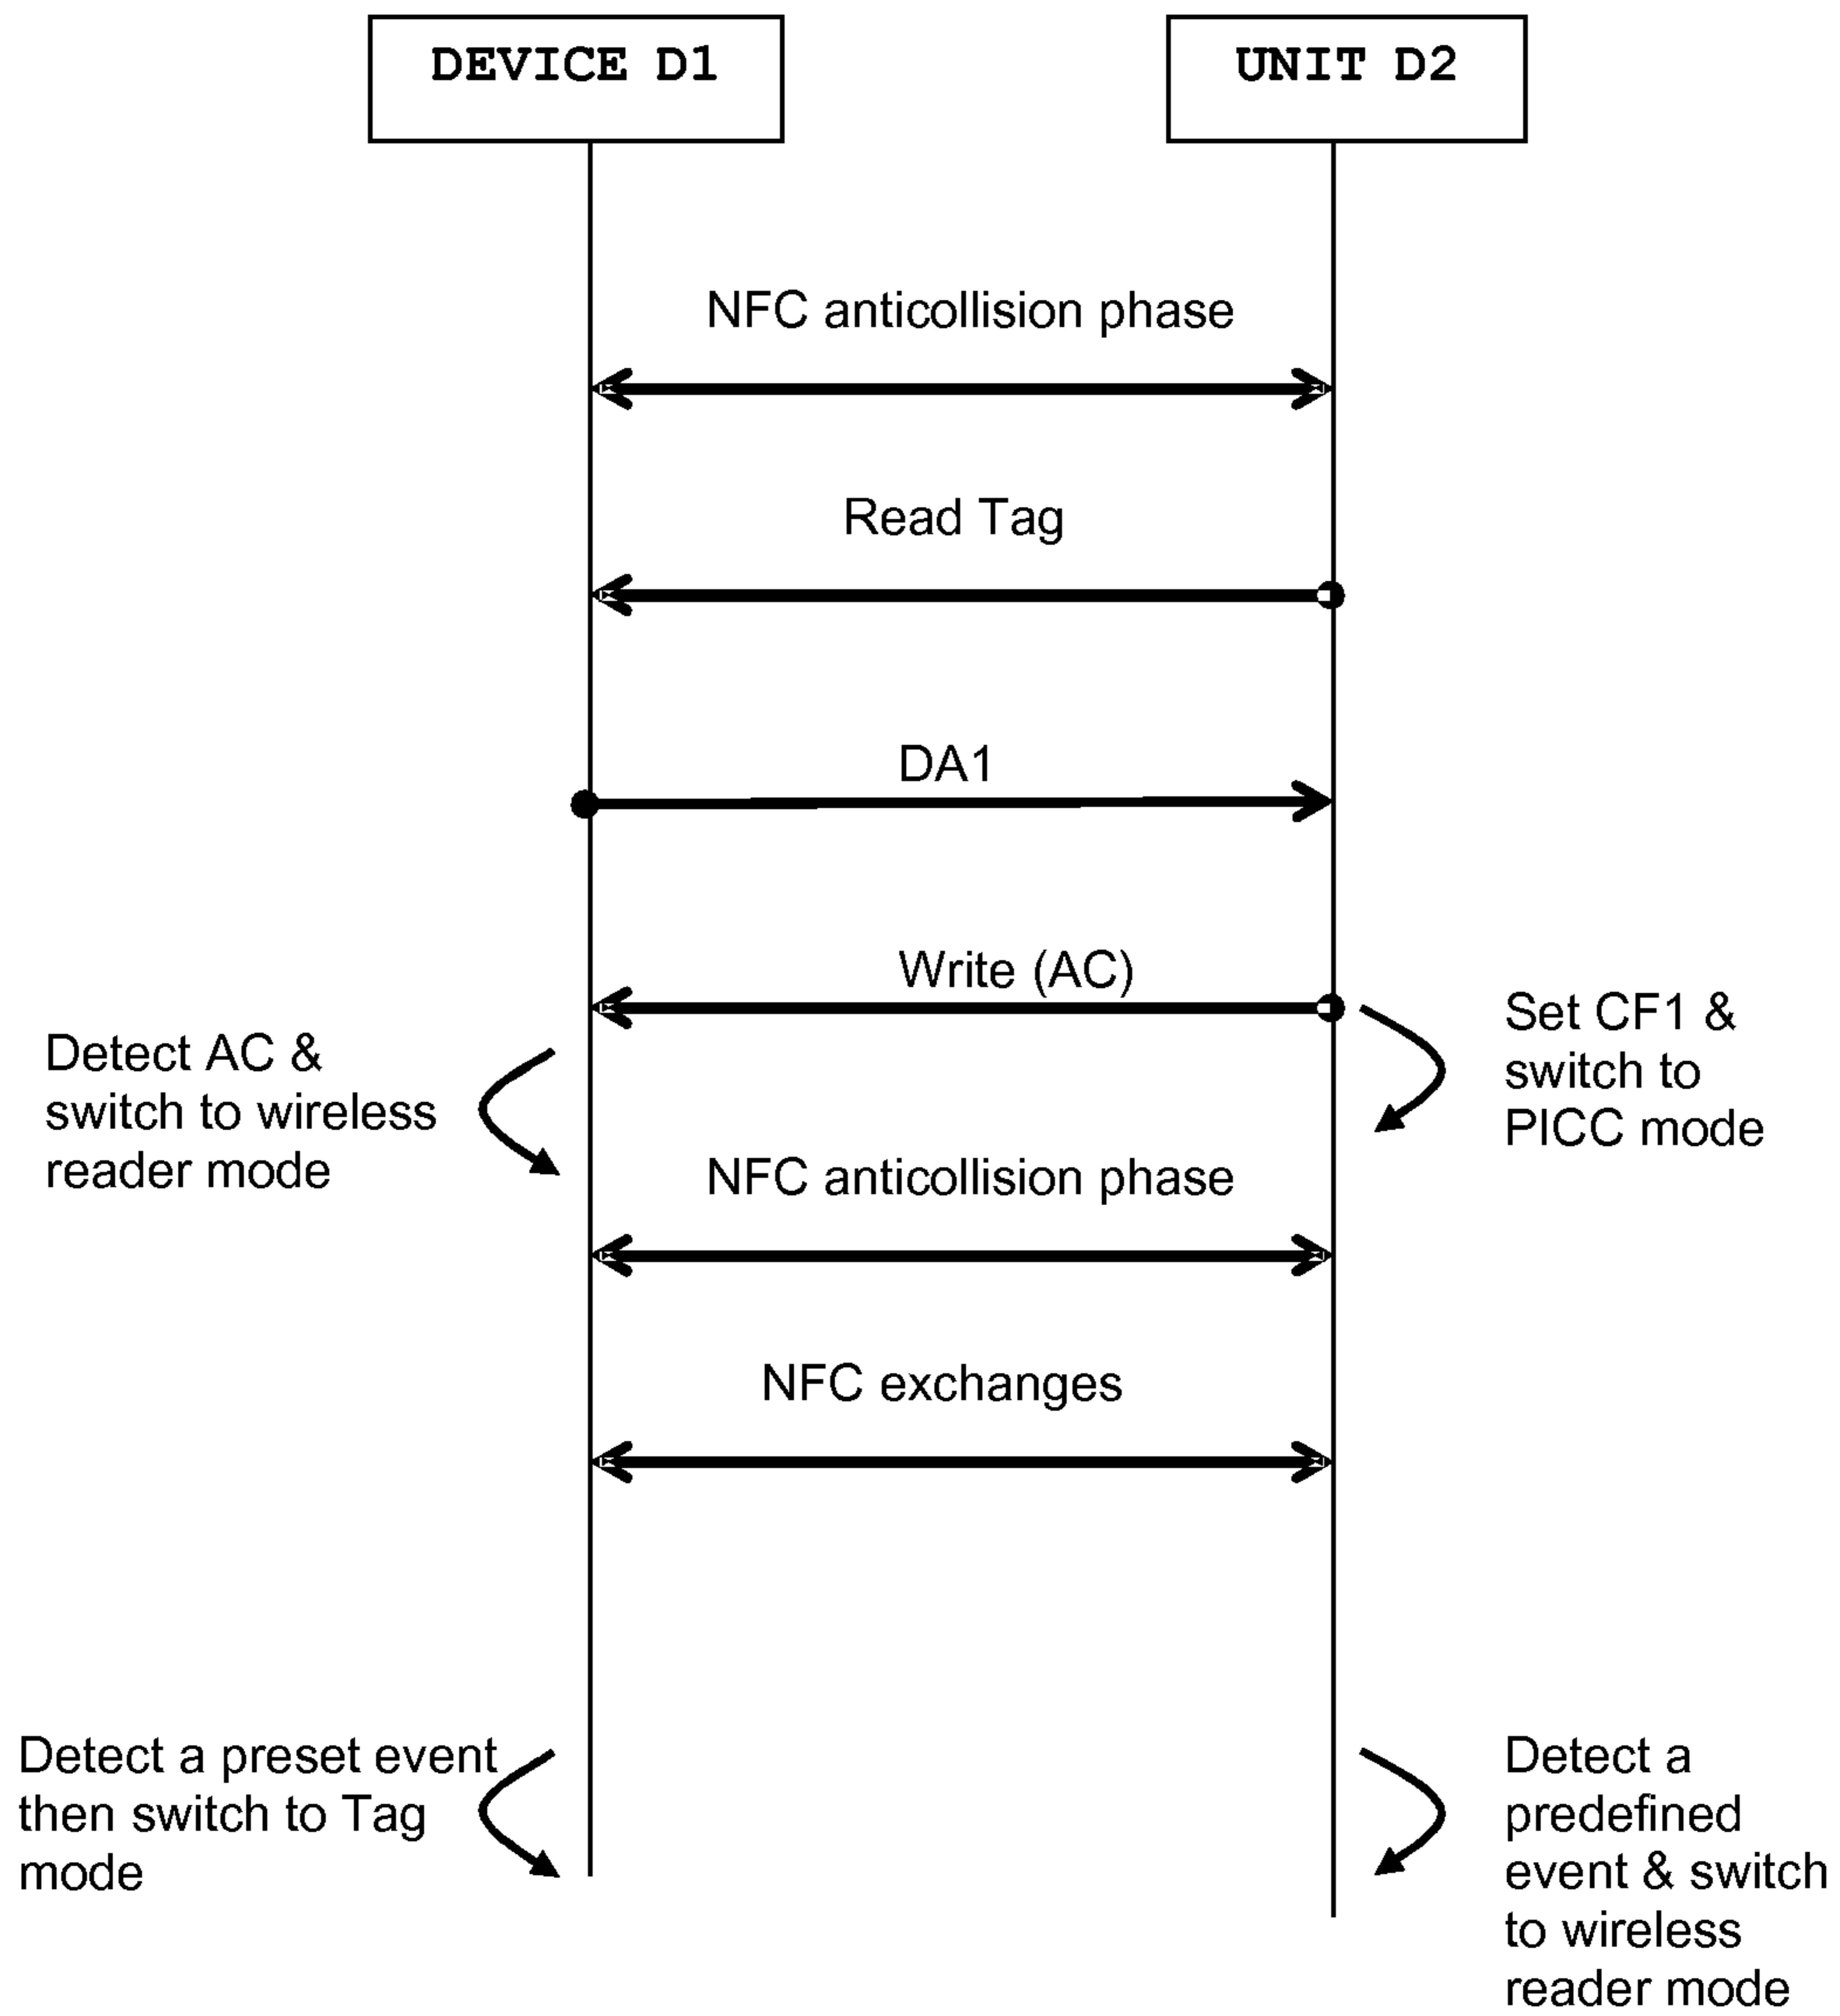 DEVICE D1
UNIT D2
NFC anticollision phase
Read Tag
DA1
Write (AC)
Set CF1 &
switch to
PICC mode
Detect AC &
switch to wireless
reader mode
NFC anticollision phase
NFC exchanges
Detect a preset event
then switch to Tag
mode
Detect a
predefined
event & switch
to wireless
reader mode